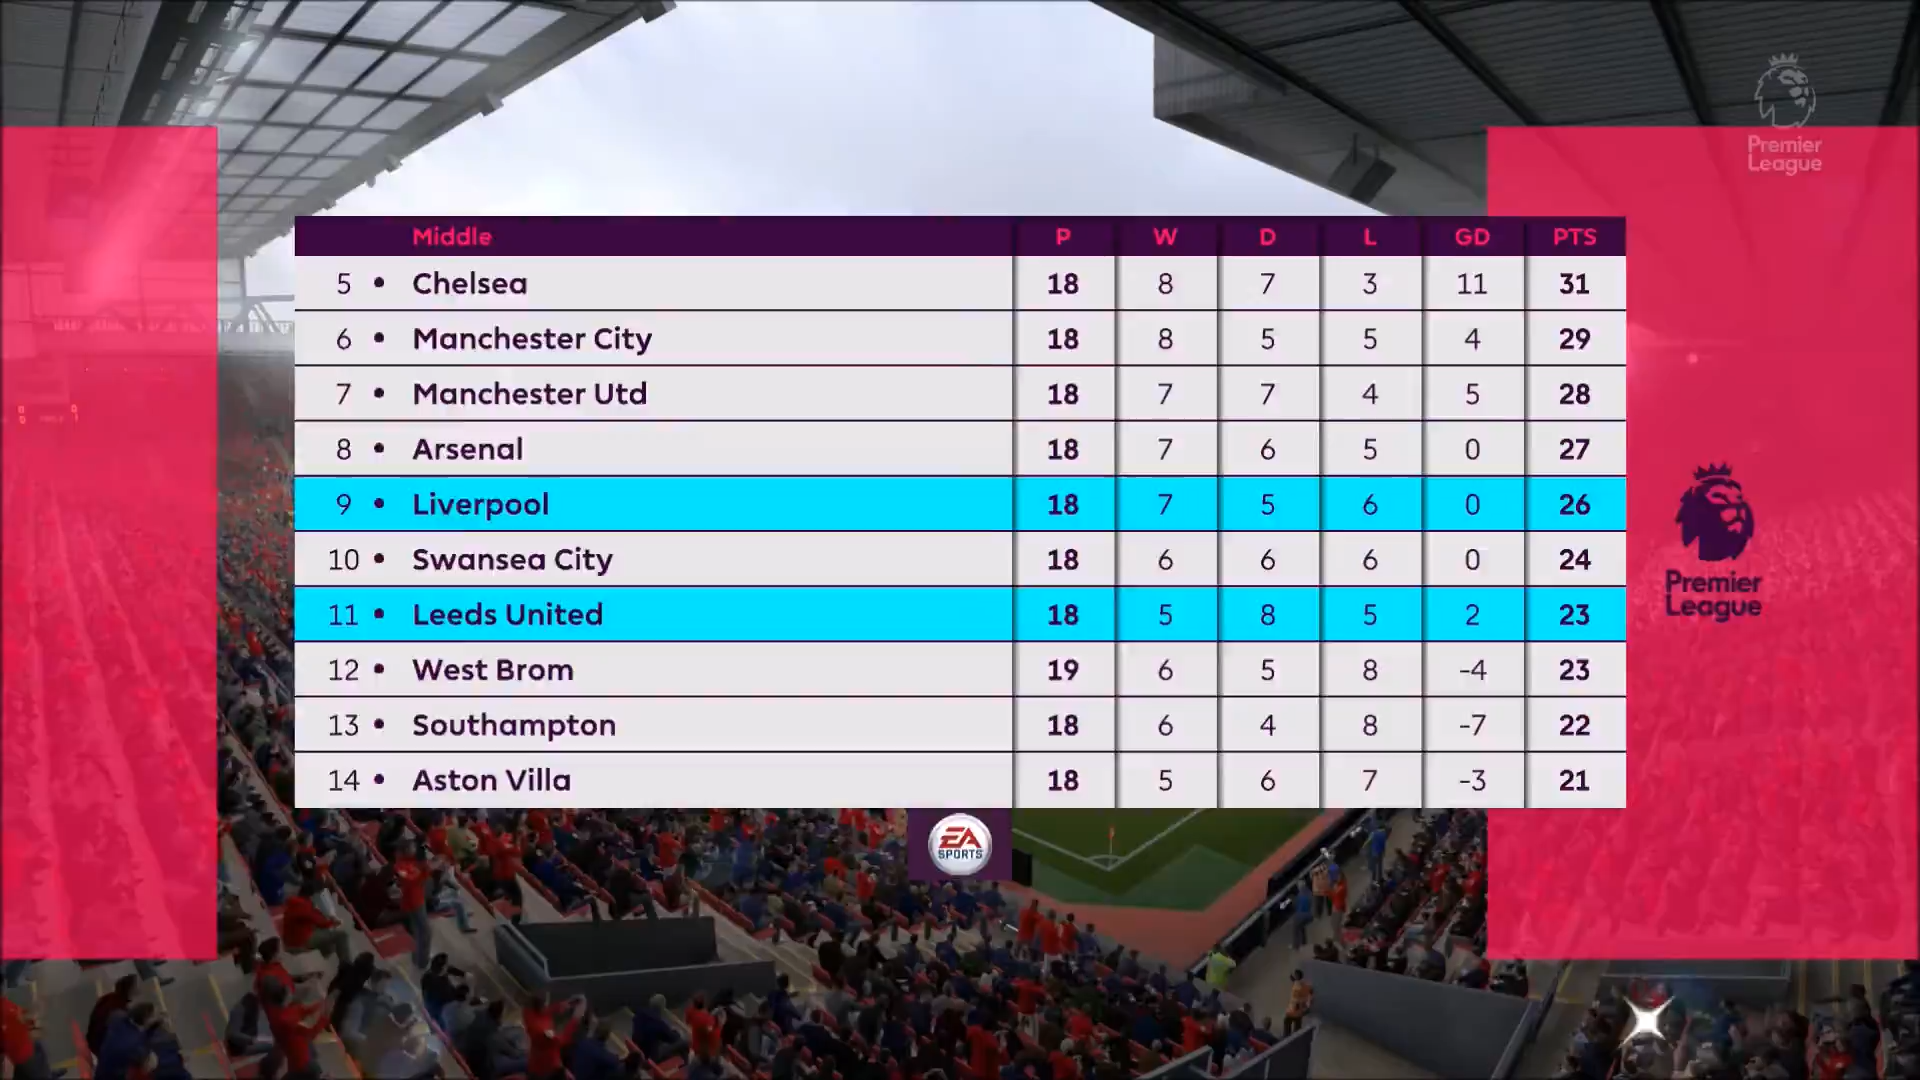 Premier
League
Middle P W D L GD PTS
5 • Chelsea 18 8 7 3 11 31
6 • Manchester City 18 8 5 5 4 29
7 • Manchester Utd 18 7 7 4 5 28
8 • Arsenal 18 7 6 5 0 27
9 • Liverpool 18 7 5 6 0 26
10 • Swansea City 18 6 6 6 0 24
11 • Leeds United 18 5 8 5 2 23
12 • West Brom 19 6 5 8 -4 23
13 • Southampton 18 6 4 8 -7 22
14 • Aston Villa 18 5 6 7 -3 21
Premier
League
EA
SPORTS